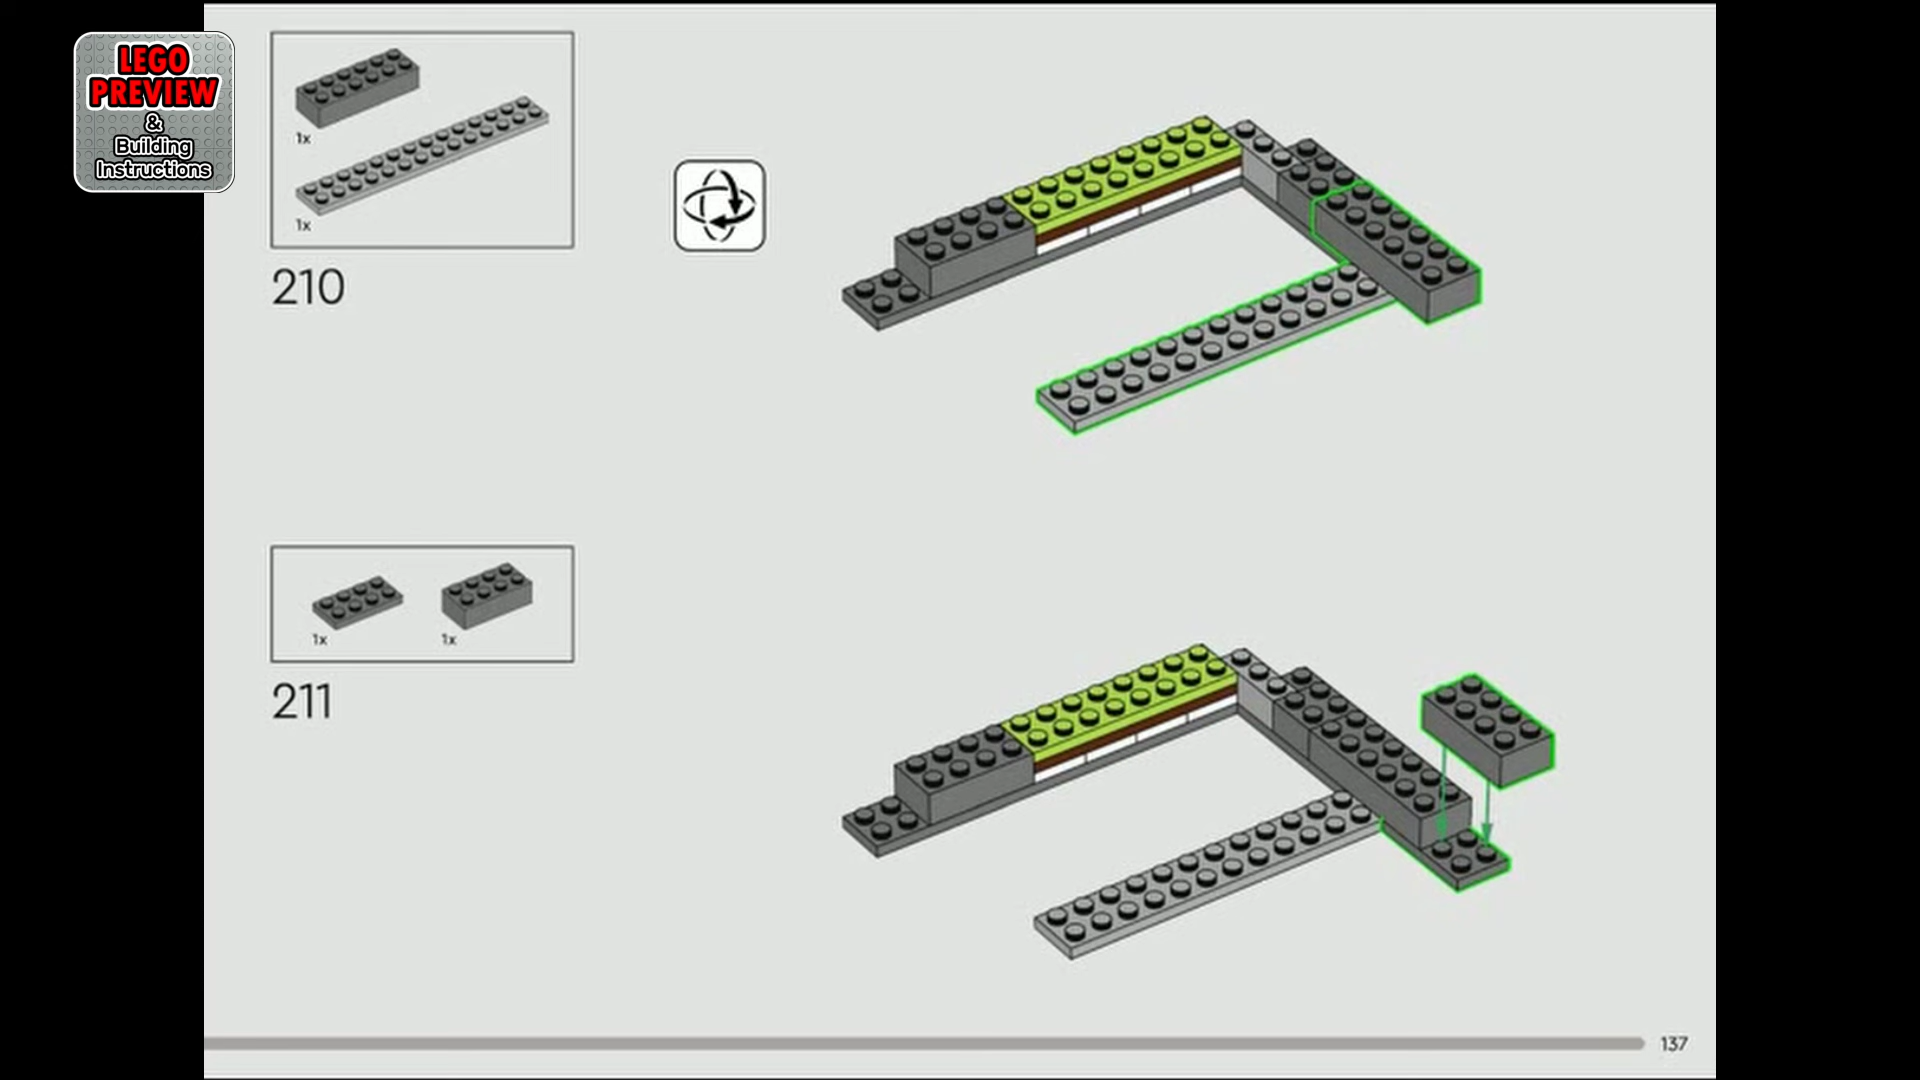 LEGO
PREVIEW
&
Building
Instructions
1x
1x
210
1x 1x
211
137